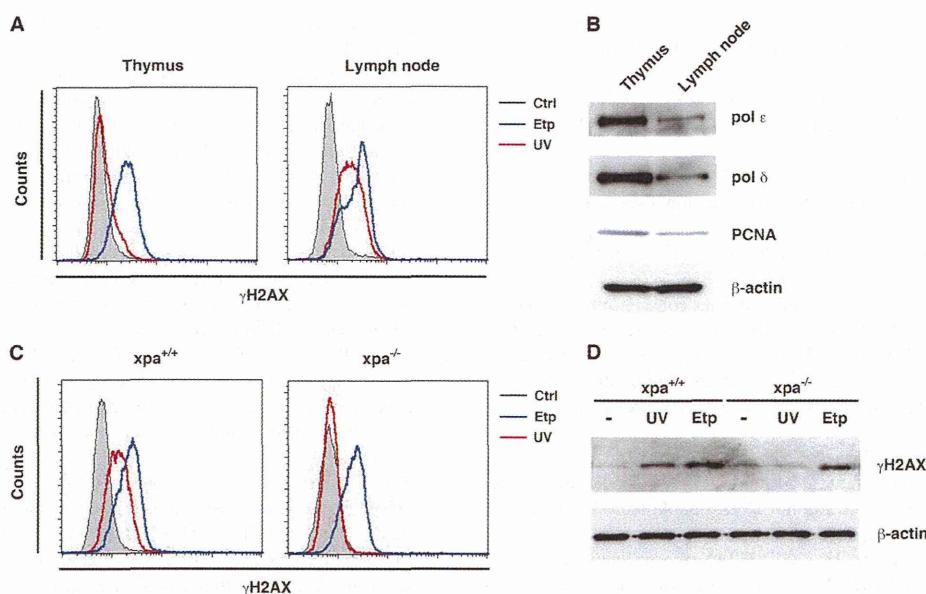 A
Thymus
Lymph node
Counts
Ctrl
Etp
UV
γH2AX
B
Thymus
Lymph node
pol ε
pol δ
PCNA
β-actin
C
xpa+/+
xpa-/-
Counts
Ctrl
Etp
UV
γH2AX
D
xpa+/+
xpa-/-
- UV Etp - UV Etp
γH2AX
β-actin